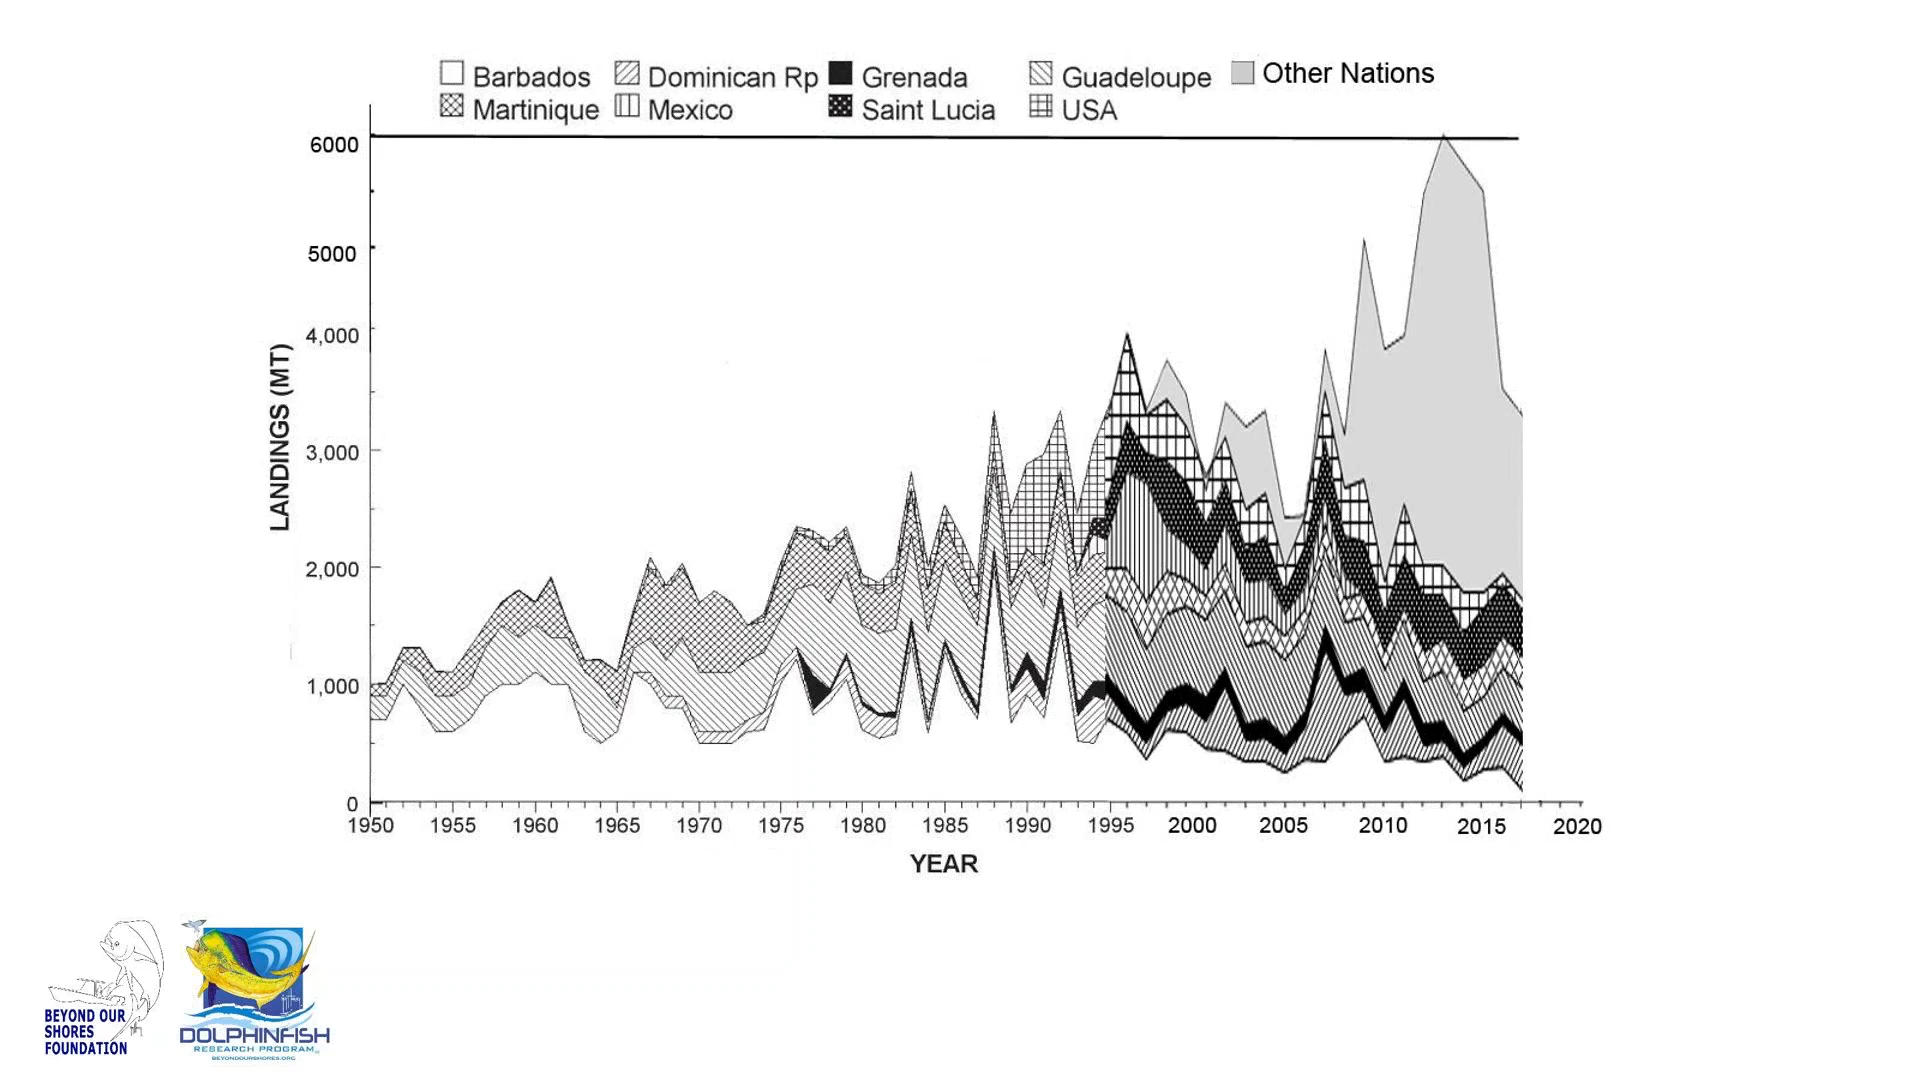 Barbados Dominican Rp Grenada Guadeloupe Other Nations
Martinique Mexico Saint Lucia USA
6000
5000
4,000
3,000
2,000
1,000
0
LANDINGS (MT)
1950 1955 1960 1965 1970 1975 1980 1985 1990 1995 2000 2005 2010 2015 2020
YEAR
BEYOND OUR
SHORES
FOUNDATION
DOLPHINFISH
RESEARCH PROGRAM
BEYONDOURSHORES.ORG